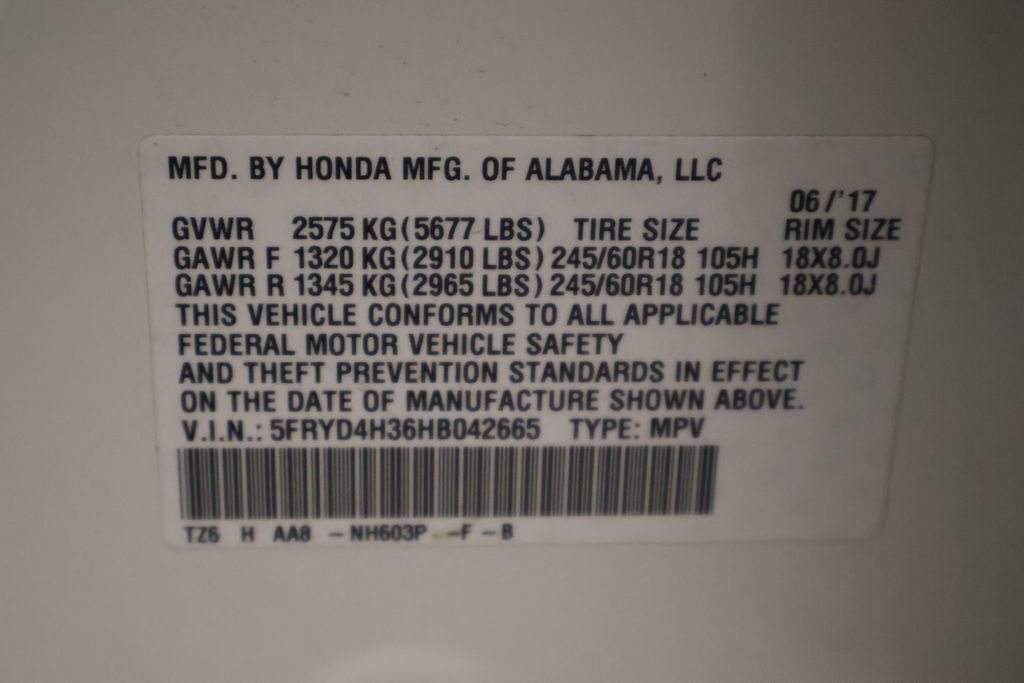 MFD. BY HONDA MFG. OF ALABAMA, LLC
06/'17
GVWR 2575 KG (5677 LBS) TIRE SIZE RIM SIZE
GAWR F 1320 KG (2910 LBS) 245/60R18 105H 18X8.0J
GAWR R 1345 KG (2965 LBS) 245/60R18 105H 18X8.0J
THIS VEHICLE CONFORMS TO ALL APPLICABLE
FEDERAL MOTOR VEHICLE SAFETY
AND THEFT PREVENTION STANDARDS IN EFFECT
ON THE DATE OF MANUFACTURE SHOWN ABOVE.
V.I.N.: 5FRYD4H36HB042665 TYPE: MPV
TZ6 H AA8 - NH603P - F - B